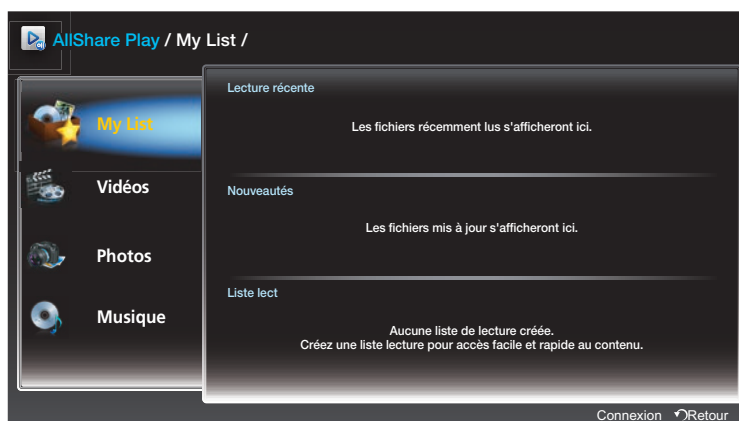 AllShare Play / My List /
My List
Vidéos
Photos
Musique
Lecture récente
Les fichiers récemment lus s'afficheront ici.
Nouveautés
Les fichiers mis à jour s'afficheront ici.
Liste lect
Aucune liste de lecture créée.
Créez une liste lecture pour accès facile et rapide au contenu.
Connexion Retour